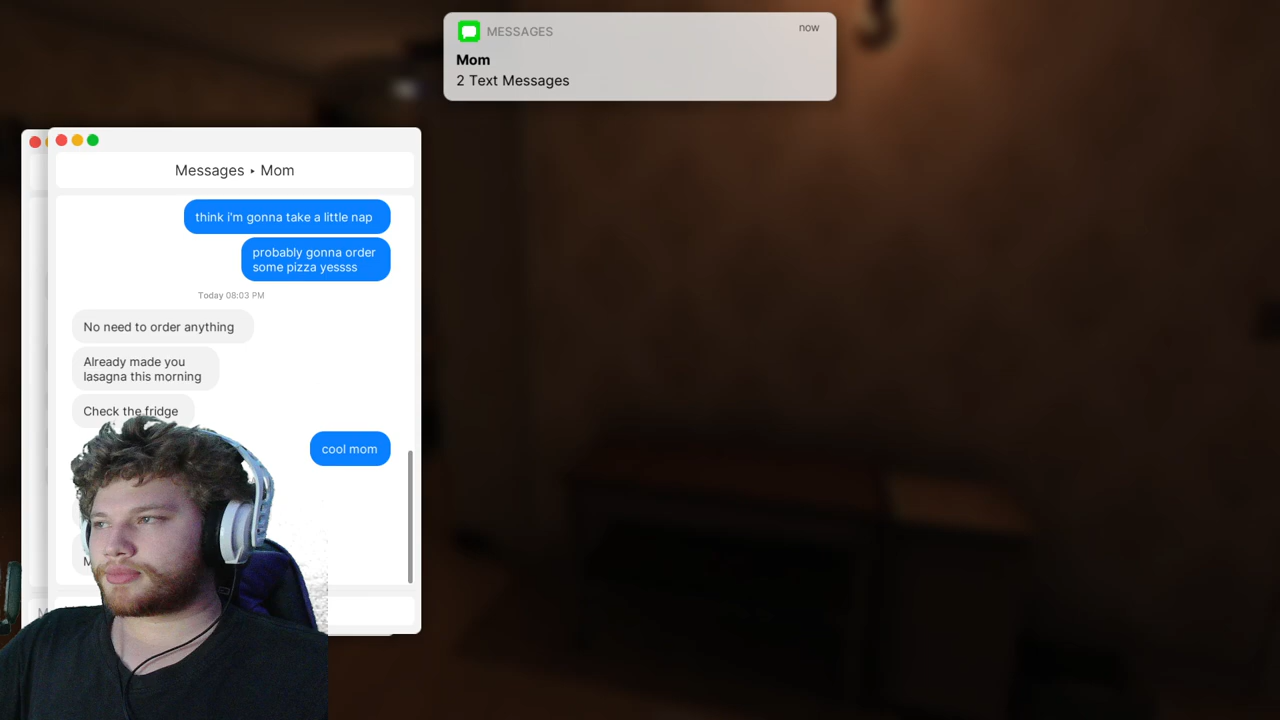 MESSAGES
now
Mom
2 Text Messages
Messages ‣ Mom
think i'm gonna take a little nap
probably gonna order
some pizza yessss
Today 08:03 PM
No need to order anything
Already made you
lasagna this morning
Check the fridge
cool mom